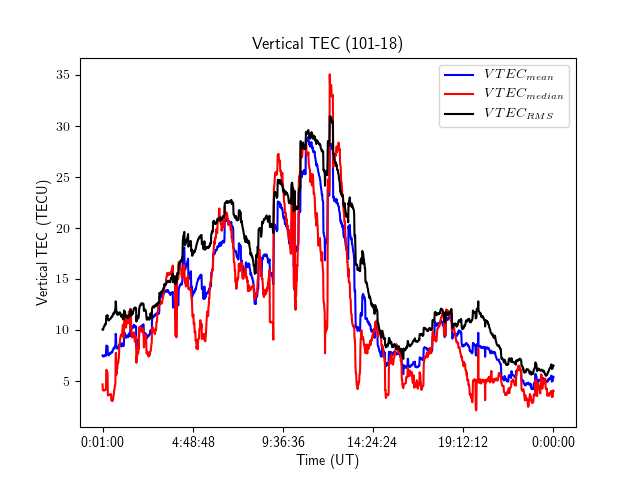 Vertical TEC (101-18)
VTEC_mean
VTEC_median
VTEC_RMS
Vertical TEC (TECU)
35
30
25
20
15
10
5
0:01:00 4:48:48 9:36:36 14:24:24 19:12:12 0:00:00
Time (UT)